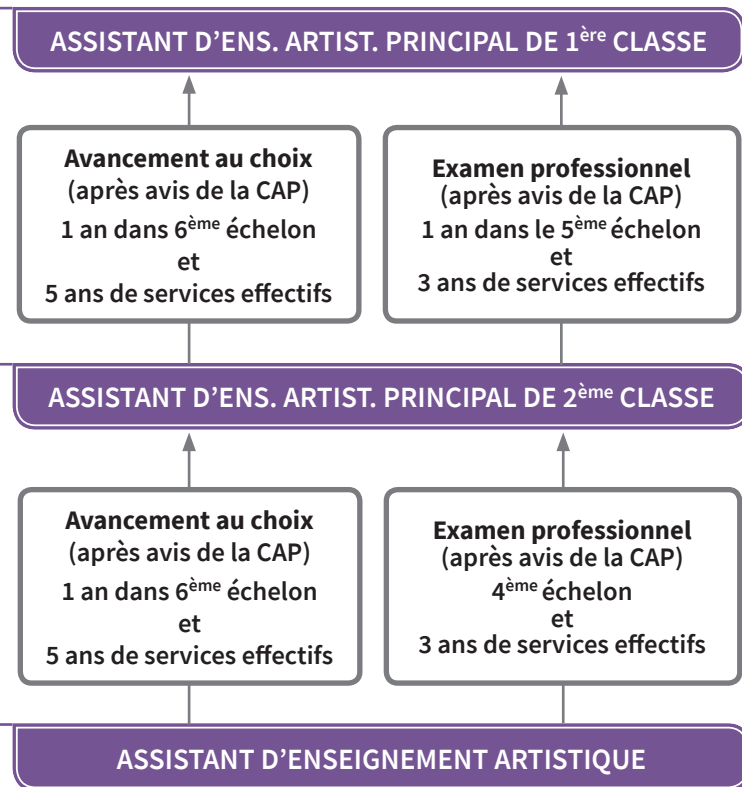 ASSISTANT D’ENS. ARTIST. PRINCIPAL DE 1ère CLASSE
Avancement au choix
(après avis de la CAP)
1 an dans 6ème échelon
et
5 ans de services effectifs
Examen professionnel
(après avis de la CAP)
1 an dans le 5ème échelon
et
3 ans de services effectifs
ASSISTANT D’ENS. ARTIST. PRINCIPAL DE 2ème CLASSE
Avancement au choix
(après avis de la CAP)
1 an dans 6ème échelon
et
5 ans de services effectifs
Examen professionnel
(après avis de la CAP)
4ème échelon
et
3 ans de services effectifs
ASSISTANT D’ENSEIGNEMENT ARTISTIQUE